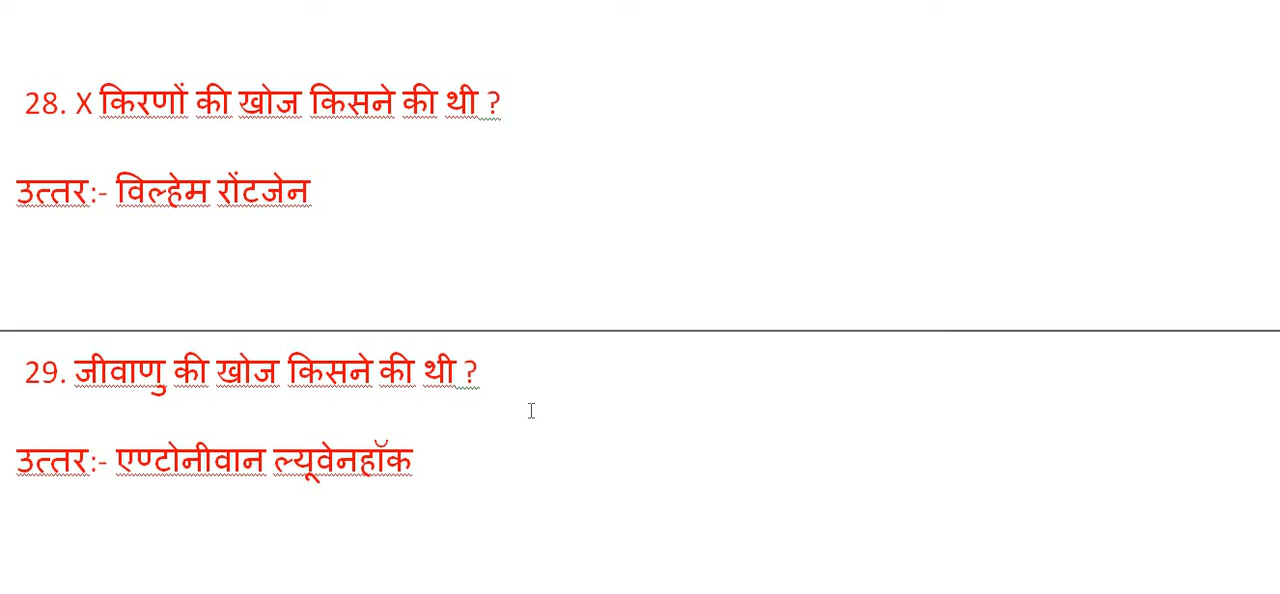 28. X किरणों की खोज किसने की थी ?
उत्तर:- विल्हेम रोंटजेन
29. जीवाणु की खोज किसने की थी ?
उत्तर:- एण्टोनीवान ल्यूवेनहॉक